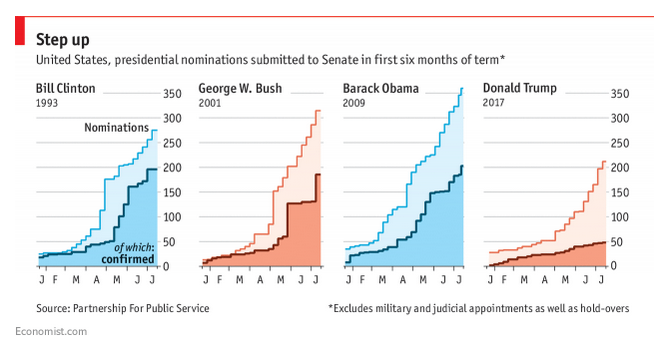 Step up
United States, presidential nominations submitted to Senate in first six months of term*
Bill Clinton
1993
George W. Bush
2001
Barack Obama
2009
Donald Trump
2017
Nominations
of which:
confirmed
350
300
250
200
150
100
50
0
350
300
250
200
150
100
50
0
350
300
250
200
150
100
50
0
350
300
250
200
150
100
50
0
J F M A M J J
J F M A M J J
J F M A M J J
J F M A M J J
Source: Partnership For Public Service
*Excludes military and judicial appointments as well as hold-overs
Economist.com